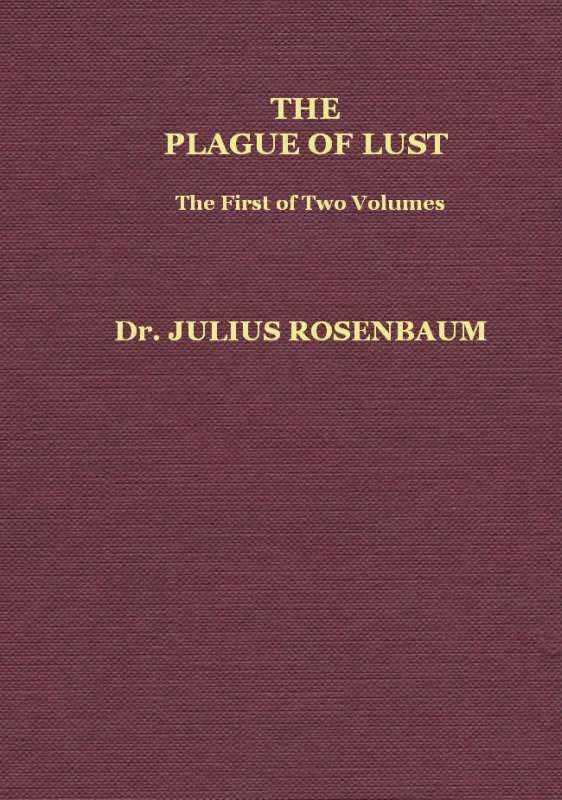 THE
PLAGUE OF LUST
The First of Two Volumes
Dr. JULIUS ROSENBAUM